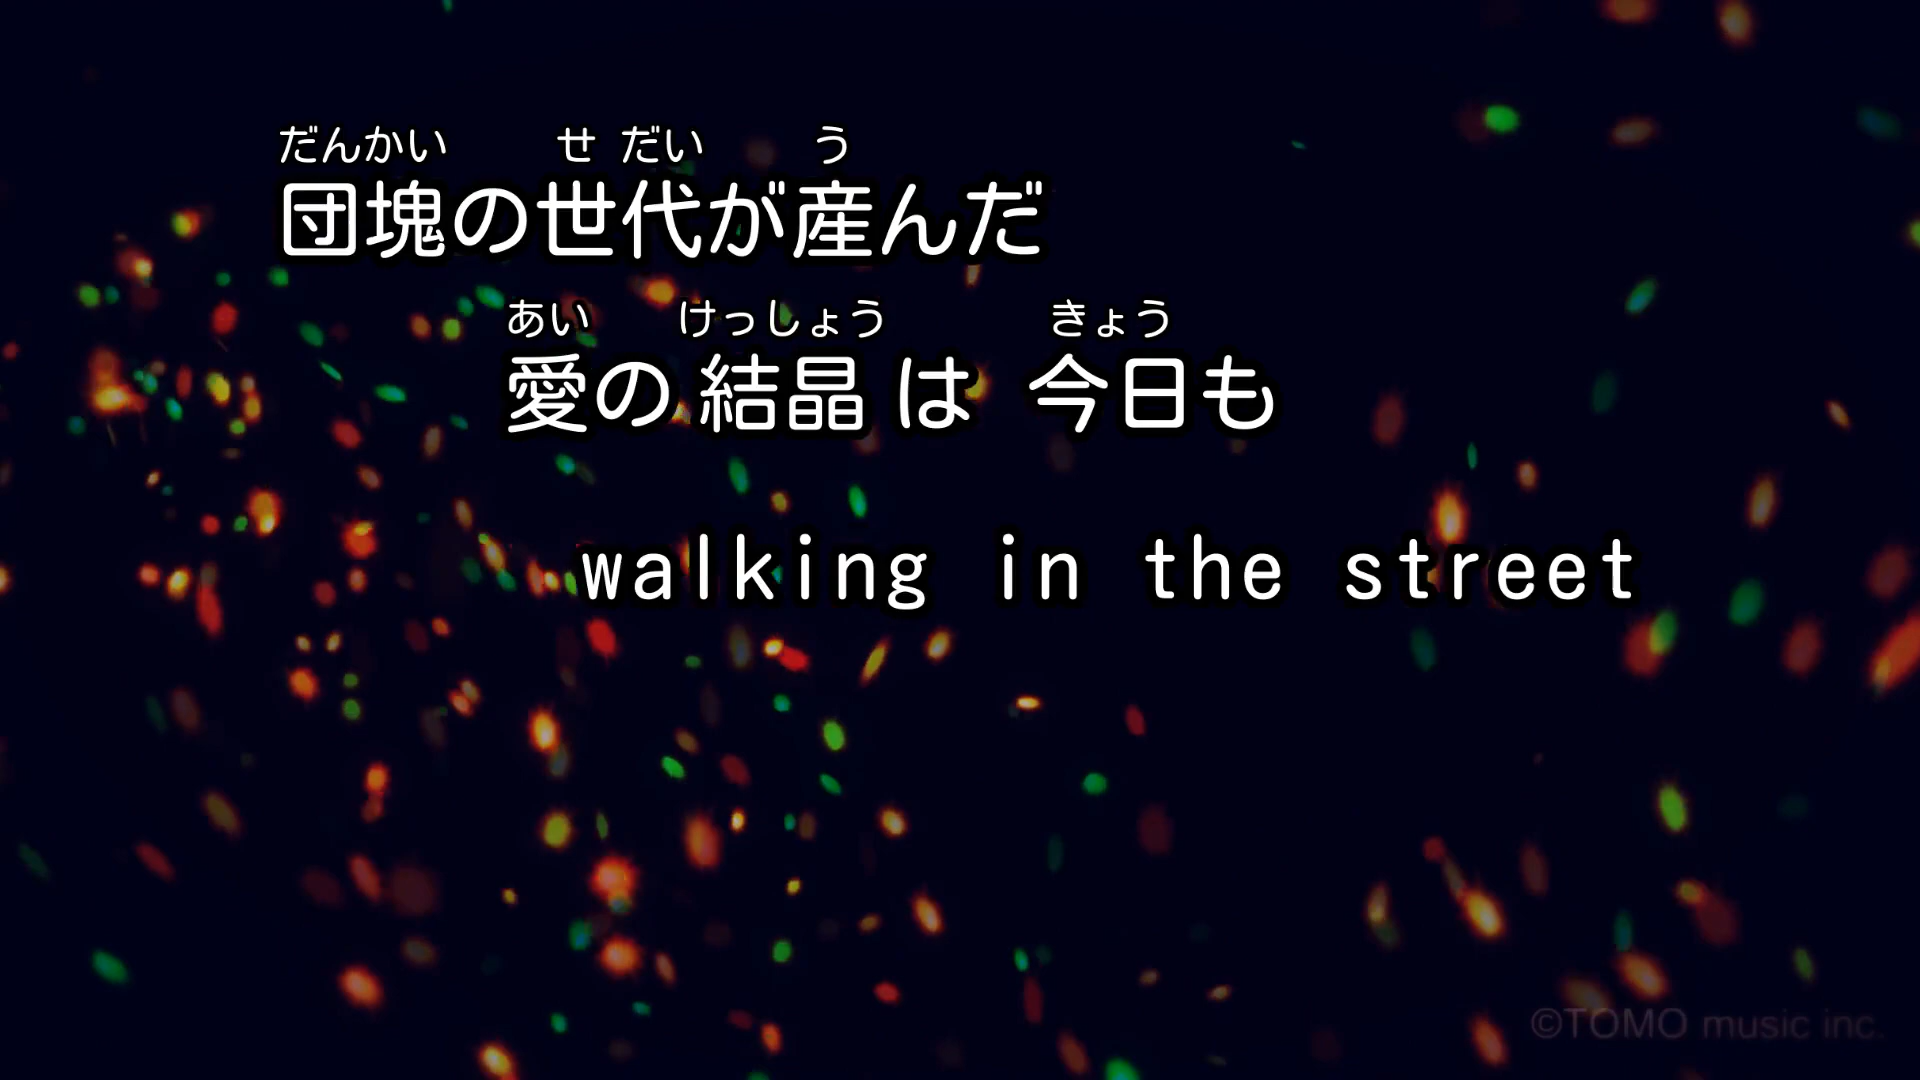 だんかい せ だい う
団塊の世代が産んだ
あい けっしょう きょう
愛の結晶は 今日も
walking in the street
©TOMO music inc.